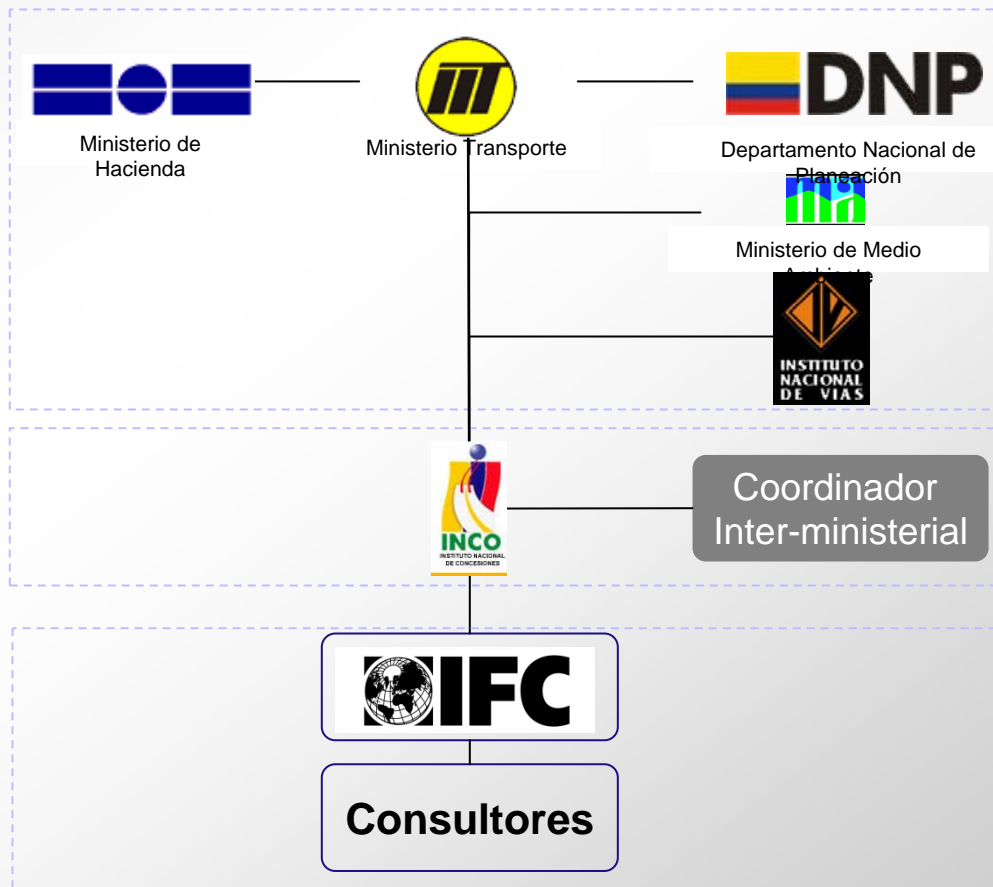 DNP
Ministerio de
Hacienda
Ministerio Transporte
Departamento Nacional de
Planeación
Ministerio de Medio
Ambiente
INSTITUTO
NACIONAL
DE VIAS
INCO
INSTITUTO NACIONAL
DE CONCESIONES
Coordinador
Inter-ministerial
IFC
Consultores